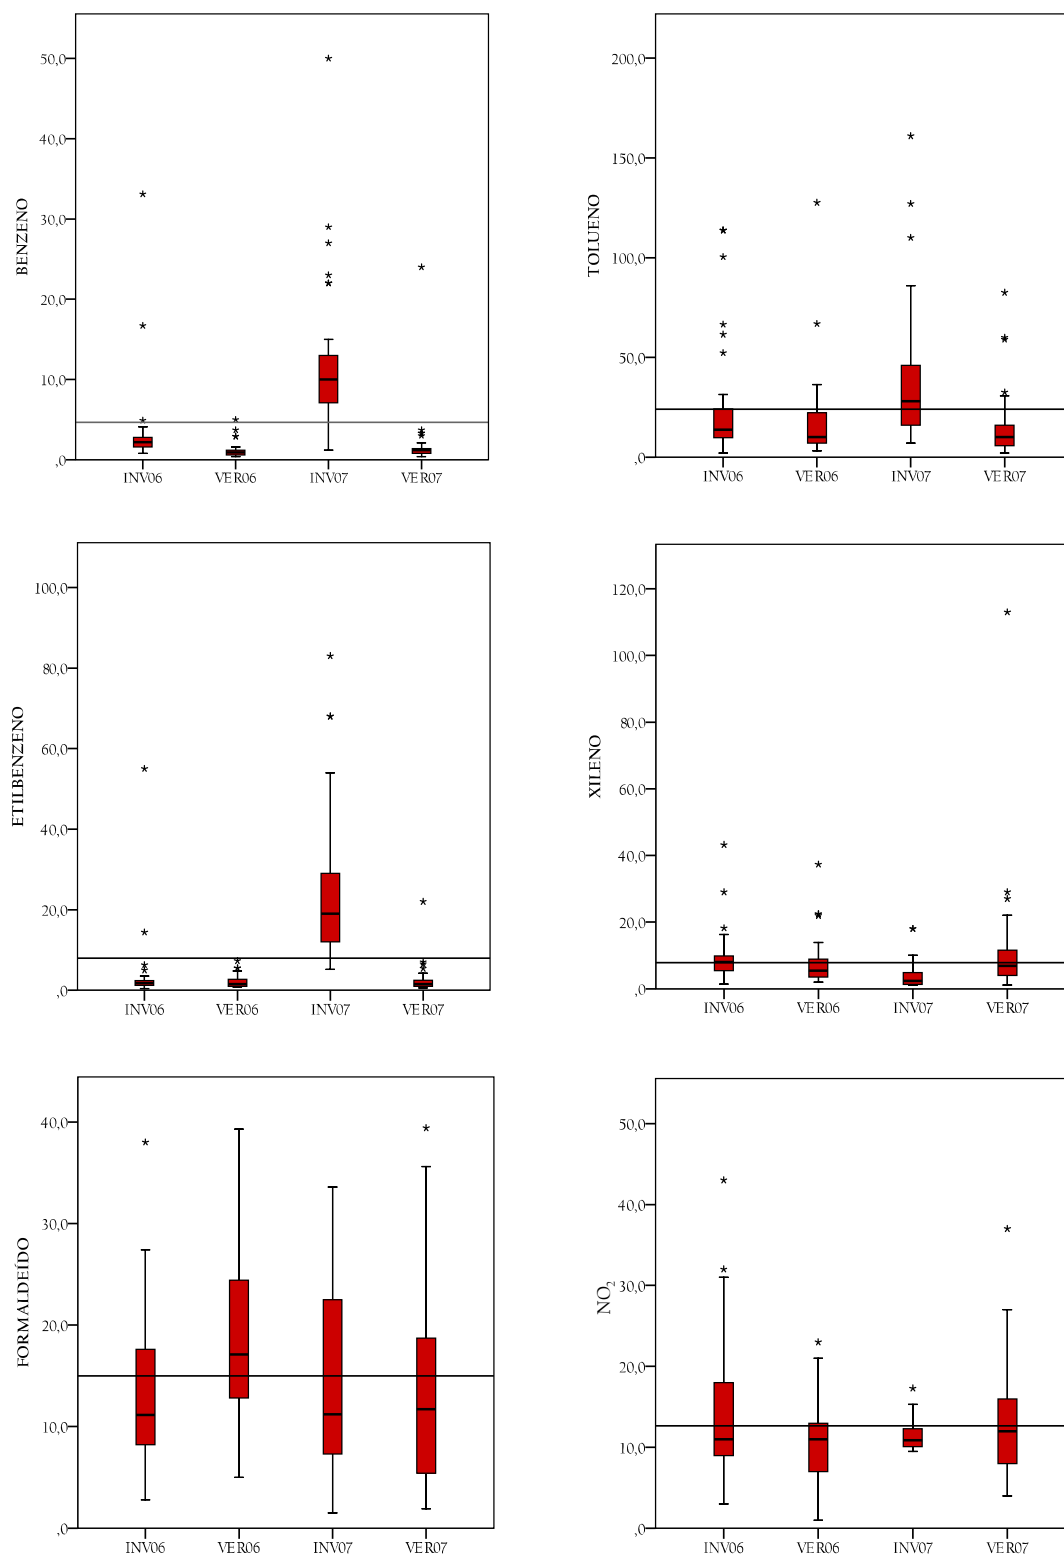 BENZENO
50,0
40,0
30,0
20,0
10,0
,0
INV06 VER06 INV07 VER07
TOLUENO
200,0
150,0
100,0
50,0
,0
INV06 VER06 INV07 VER07
ETILBENZENO
100,0
80,0
60,0
40,0
20,0
,0
INV06 VER06 INV07 VER07
XILENO
120,0
100,0
80,0
60,0
40,0
20,0
,0
INV06 VER06 INV07 VER07
FORMALDEÍDO
40,0
30,0
20,0
10,0
,0
INV06 VER06 INV07 VER07
NO₂
50,0
40,0
30,0
20,0
10,0
,0
INV06 VER06 INV07 VER07